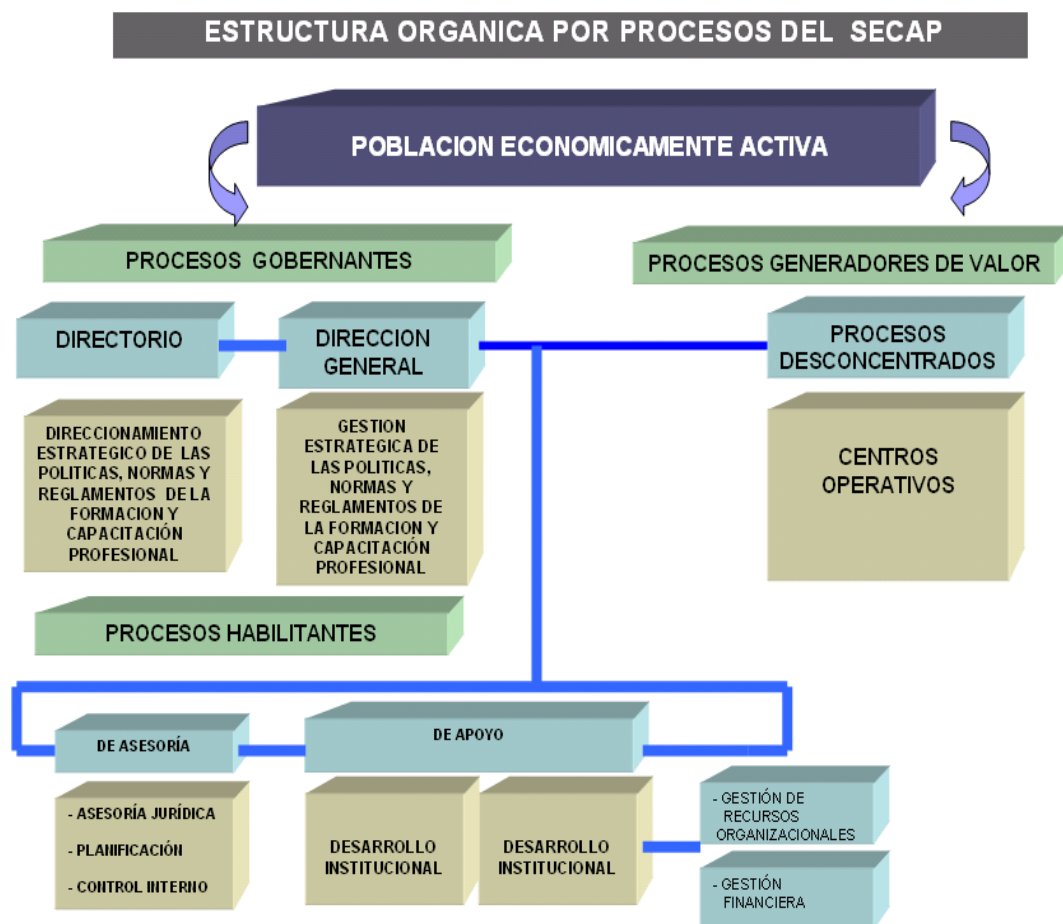 ESTRUCTURA ORGANICA POR PROCESOS DEL SECAP
POBLACION ECONOMICAMENTE ACTIVA
PROCESOS GOBERNANTES
PROCESOS GENERADORES DE VALOR
DIRECTORIO
DIRECCION
GENERAL
PROCESOS
DESCONCENTRADOS
DIRECCIONAMIENTO
ESTRATEGICO DE LAS
POLITICAS, NORMAS Y
REGLAMENTOS DE LA
FORMACION Y
CAPACITACIÓN
PROFESIONAL
GESTION
ESTRATEGICA DE
LAS POLITICAS,
NORMAS Y
REGLAMENTOS DE
LA FORMACION Y
CAPACITACIÓN
PROFESIONAL
CENTROS
OPERATIVOS
PROCESOS HABILITANTES
DE ASESORÍA
DE APOYO
- ASESORÍA JURÍDICA
- PLANIFICACIÓN
- CONTROL INTERNO
DESARROLLO
INSTITUCIONAL
DESARROLLO
INSTITUCIONAL
- GESTIÓN DE
RECURSOS
ORGANIZACIONALES
- GESTIÓN
FINANCIERA